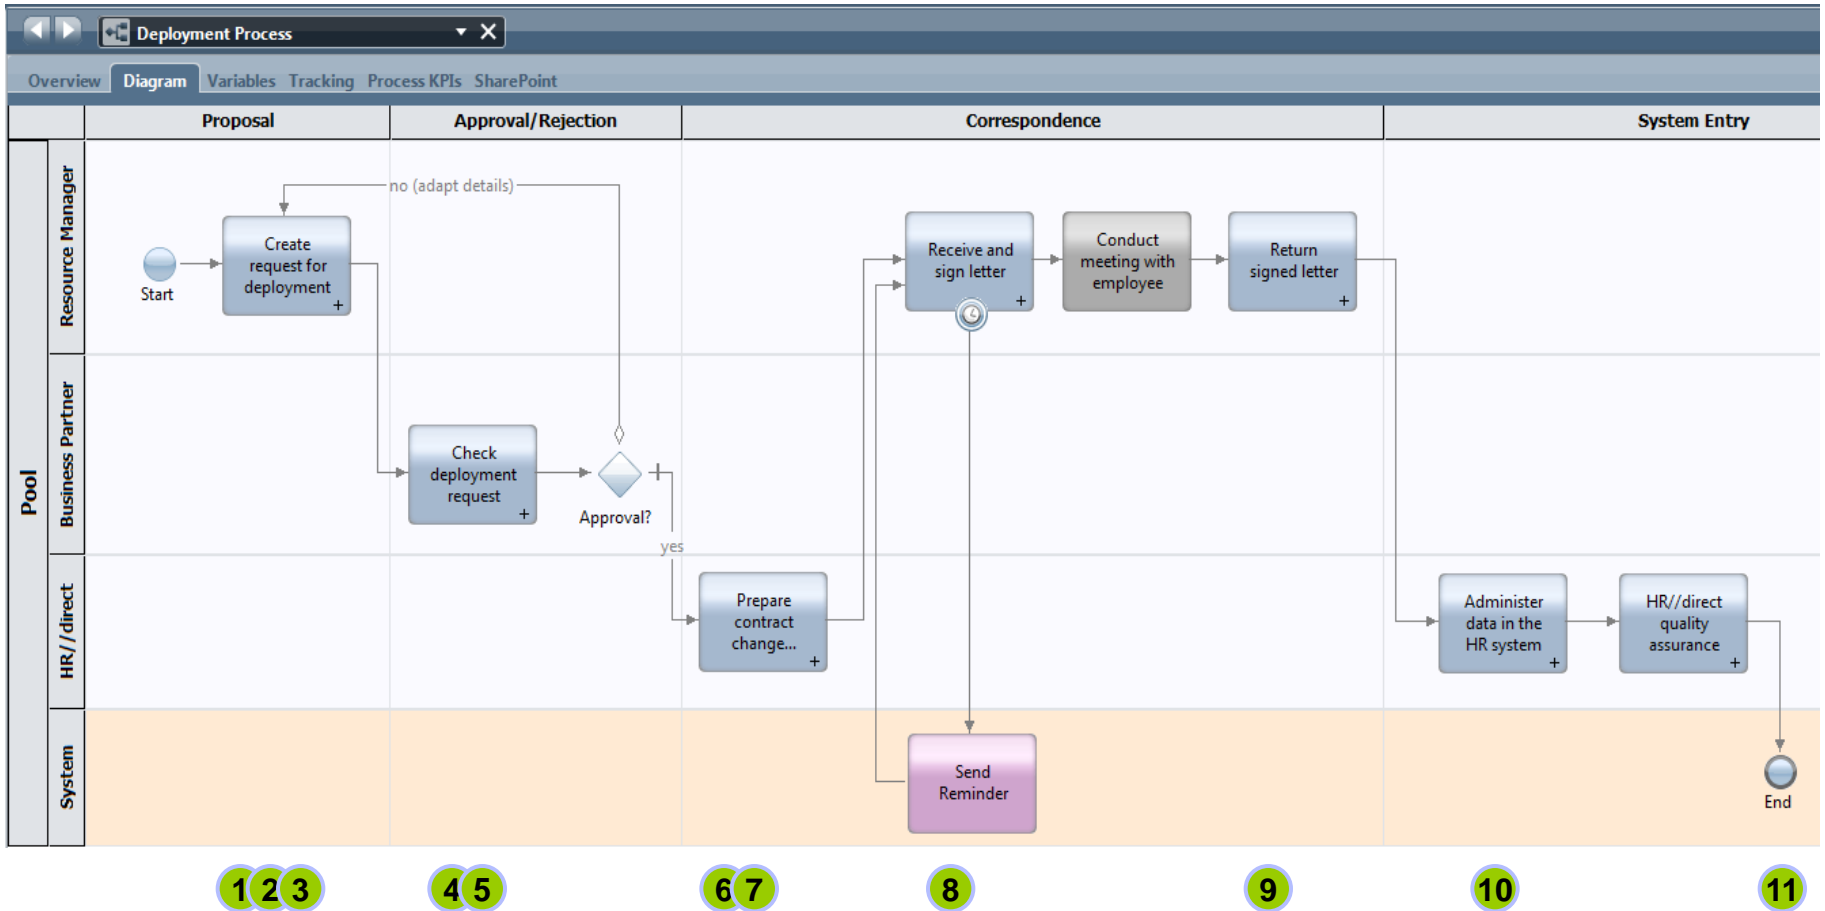 Deployment Process
Overview Diagram Variables Tracking Process KPIs SharePoint
Proposal Approval/Rejection Correspondence System Entry
Pool
Resource Manager
no (adapt details)
Start
Create
request for
deployment
Receive and
sign letter
Conduct
meeting with
employee
Return
signed letter
Business Partner
Check
deployment
request
Approval?
yes
HR//direct
Prepare
contract
change...
Administer
data in the
HR system
HR//direct
quality
assurance
System
Send
Reminder
End
1 2 3 4 5 6 7 8 9 10 11